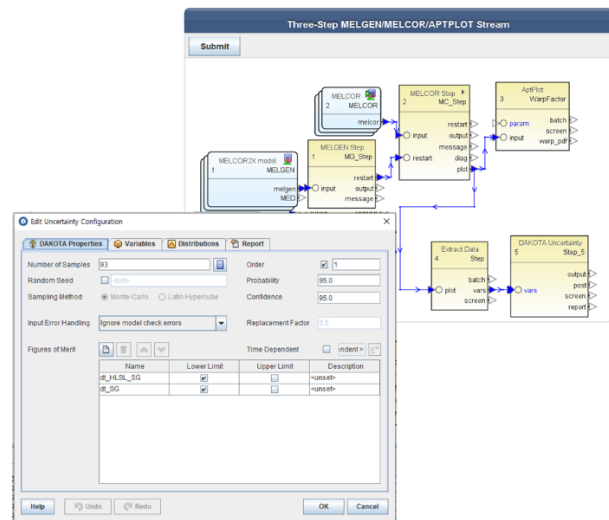 Three-Step MELGEN/MELCOR/APTPLOT Stream
Submit
MELCOR
2 MELCOR
melcor
MELCOR Step
2 MC_Step
input
restart
restart
output
message
diag
plot
AptPlot
3 WarpFactor
param
input
batch
screen
warp_pdf
MELCOR2X model
1 MELGEN
melgen
MED
MELGEN Step
1 MG_Step
input
restart
output
message
Extract Data
4 Step
plot
batch
vars
screen
DAKOTA Uncertainty
5 Step_5
vars
output
post
screen
report
Edit Uncertainty Configuration
DAKOTA Properties Variables Distributions Report
Number of Samples 93 Order 1
Random Seed -auto- Probability 95.0
Sampling Method Monte-Carlo Latin Hypercube Confidence 95.0
Input Error Handling Ignore model check errors Replacement Factor 0.5
Figures of Merit Time Dependent ndent >
Name Lower Limit Upper Limit Description
dt_HLSL_SG <unset>
dt_SG <unset>
Help Undo Redo OK Cancel